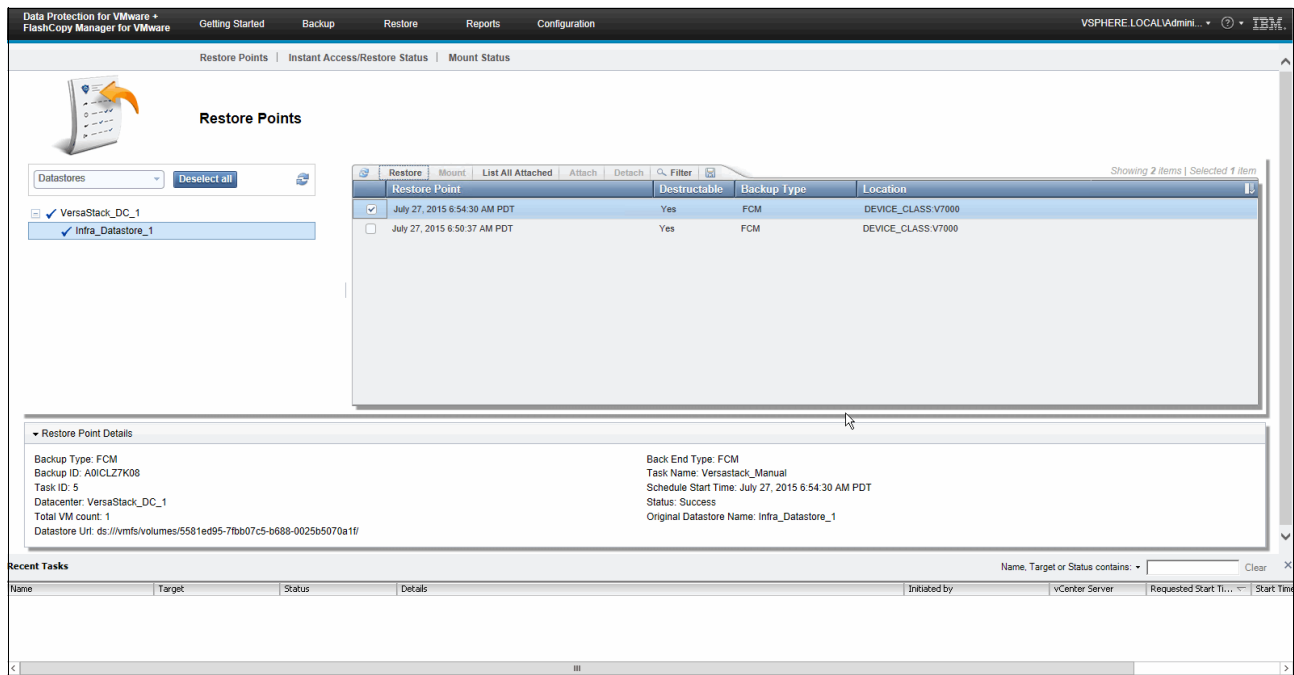 Data Protection for VMware +
FlashCopy Manager for VMware
Getting Started Backup Restore Reports Configuration
VSPHERE.LOCAL\Admini... ? IBM.
Restore Points | Instant Access/Restore Status | Mount Status
Restore Points
Datastores Deselect all
Restore Mount List All Attached Attach Detach Filter
Showing 2 items | Selected 1 item
Restore Point Destructable Backup Type Location
VersaStack_DC_1
Infra_Datastore_1
July 27, 2015 6:54:30 AM PDT Yes FCM DEVICE_CLASS:V7000
July 27, 2015 6:50:37 AM PDT Yes FCM DEVICE_CLASS:V7000
Restore Point Details
Backup Type: FCM
Backup ID: A0ICLZ7K08
Task ID: 5
Datacenter: VersaStack_DC_1
Total VM count: 1
Datastore Url: ds:///vmfs/volumes/5581ed95-7fbb07c5-b688-0025b5070a1f/
Back End Type: FCM
Task Name: Versastack_Manual
Schedule Start Time: July 27, 2015 6:54:30 AM PDT
Status: Success
Original Datastore Name: Infra_Datastore_1
Recent Tasks
Name, Target or Status contains: Clear
Name Target Status Details Initiated by vCenter Server Requested Start Ti... Start Time